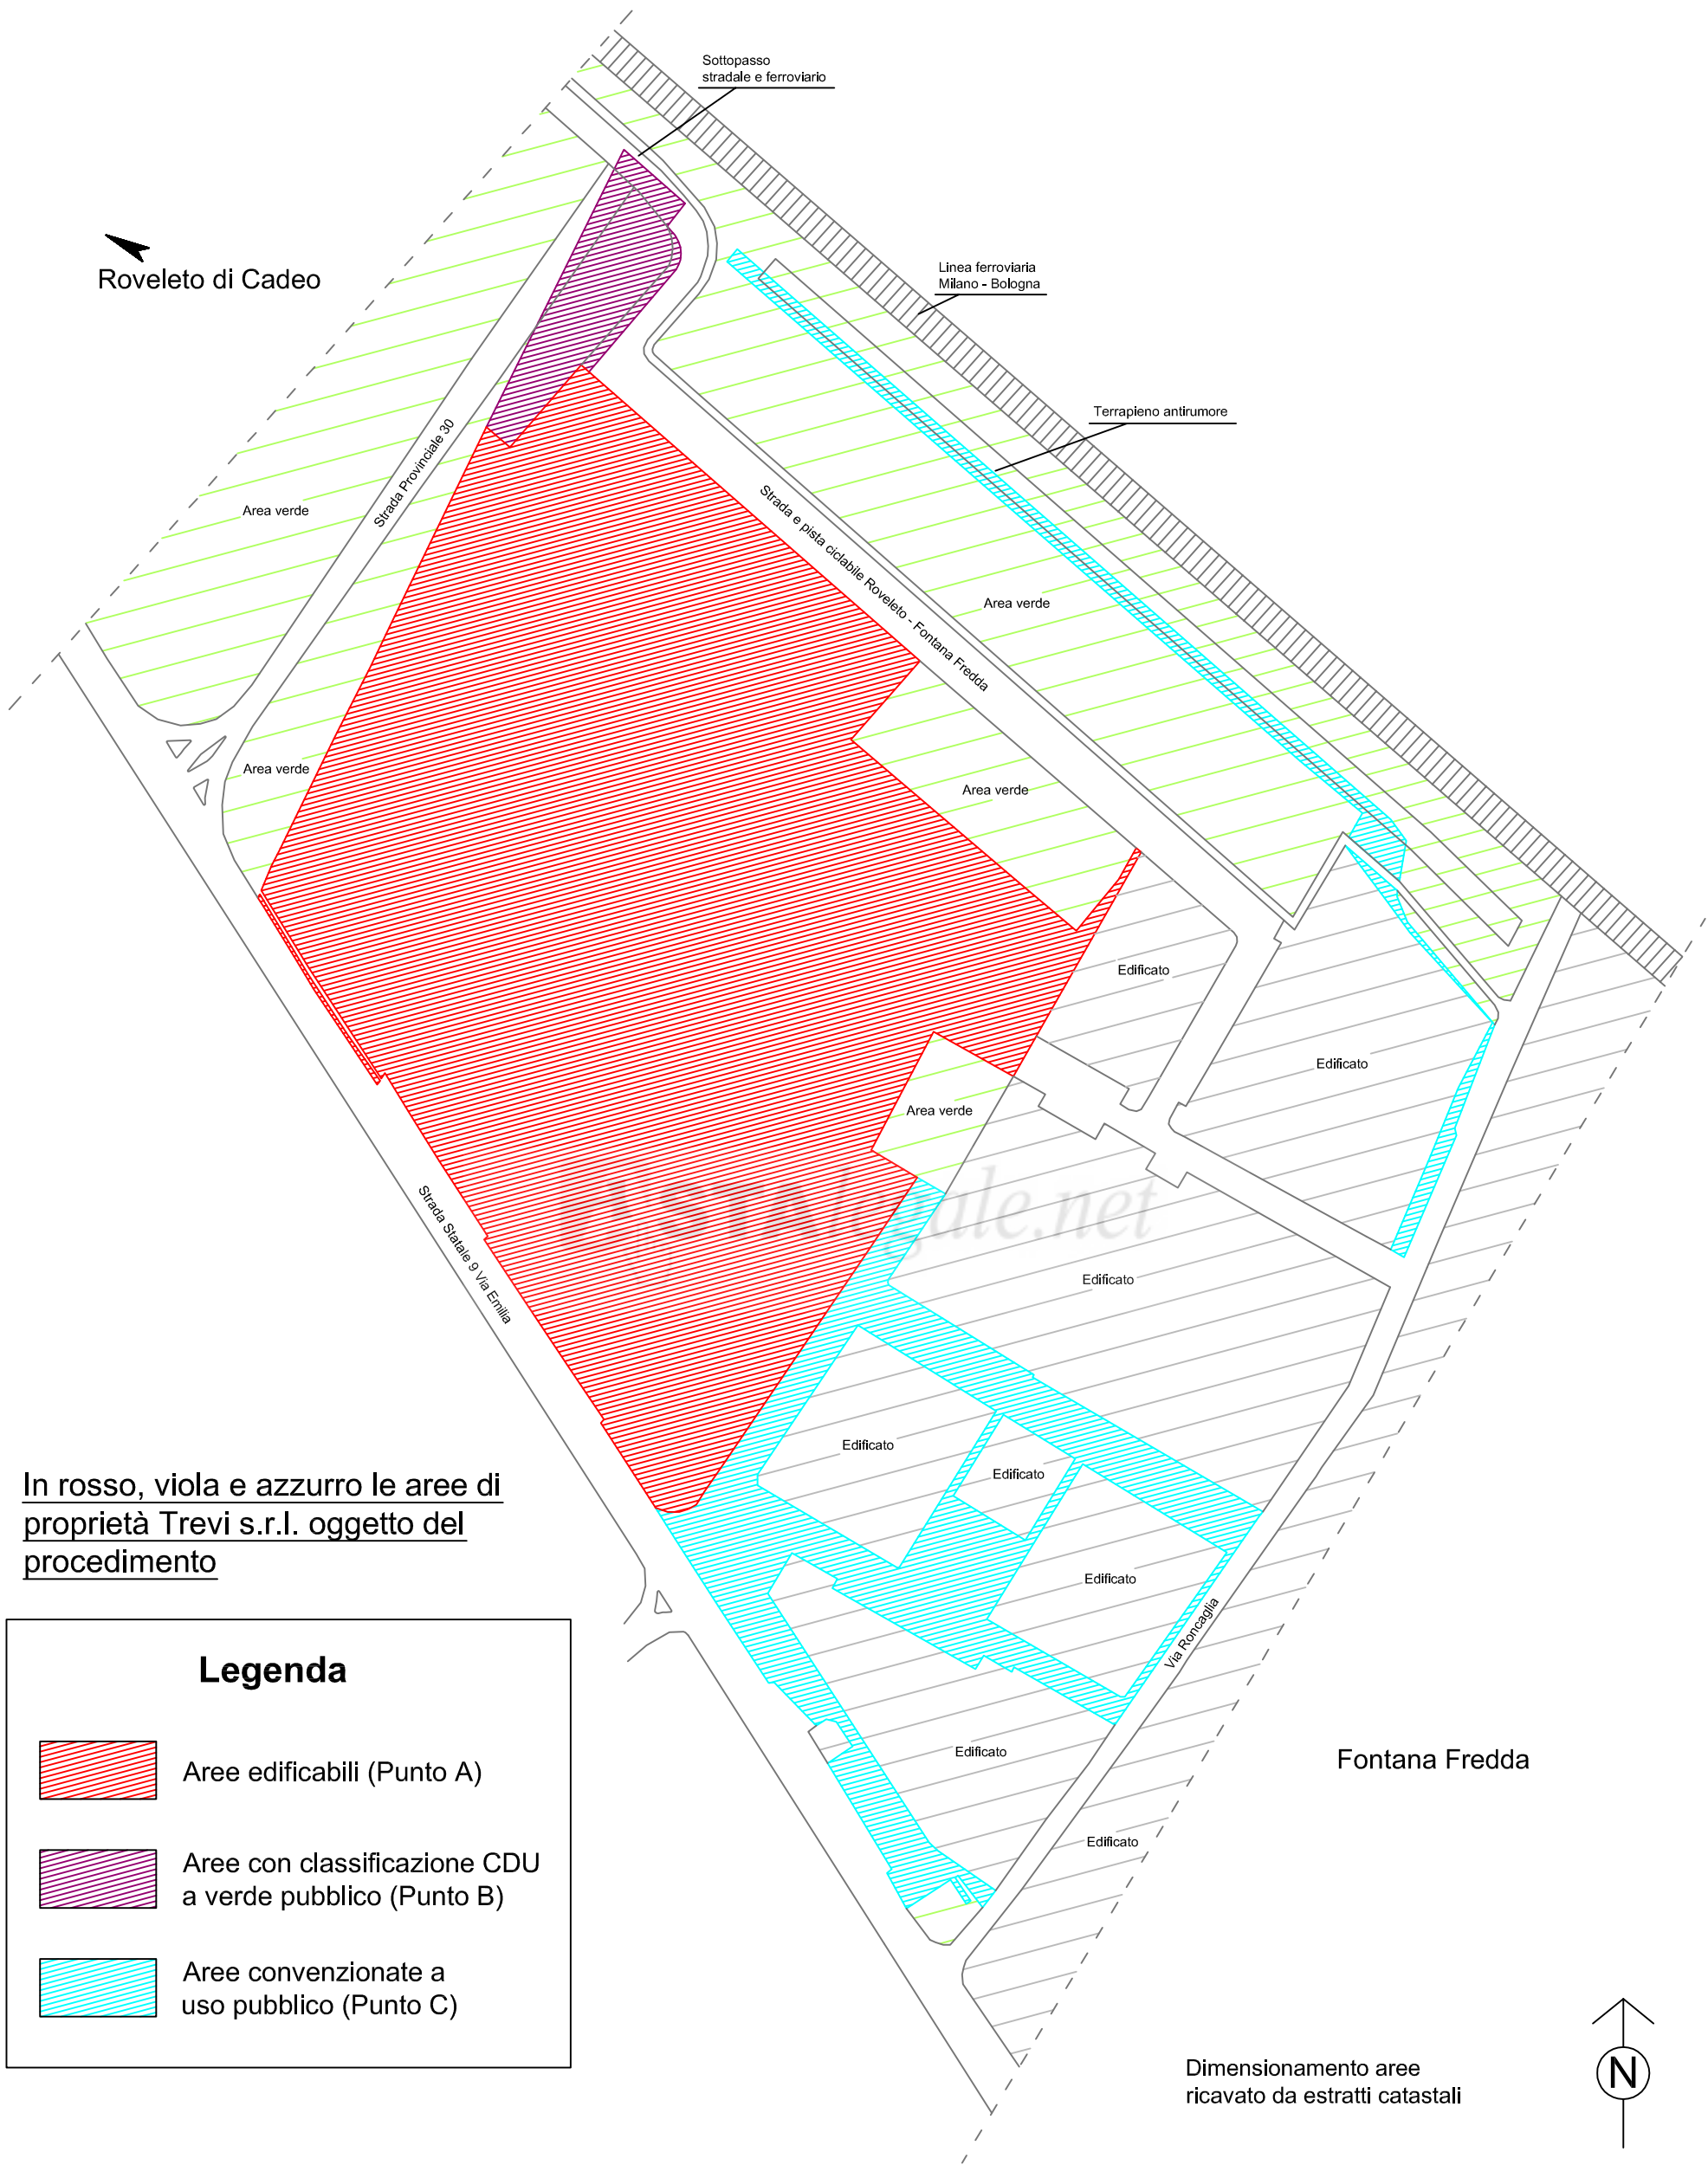 Sottopasso
stradale e ferroviario
Roveleto di Cadeo
Linea ferroviaria
Milano - Bologna
Terrapieno antirumore
Strada Provinciale 30
Area verde
Strada e pista ciclabile Roveleto - Fontana Fredda
Area verde
Area verde
Area verde
Edificato
Edificato
Area verde
Strada Statale 9 Via Emilia
legale.net
Edificato
Edificato
Edificato
Edificato
Via Roncaglia
Edificato
Edificato
Fontana Fredda
In rosso, viola e azzurro le aree di
proprietà Trevi s.r.l. oggetto del
procedimento
Legenda
Aree edificabili (Punto A)
Aree con classificazione CDU
a verde pubblico (Punto B)
Aree convenzionate a
uso pubblico (Punto C)
Dimensionamento aree
ricavato da estratti catastali
N